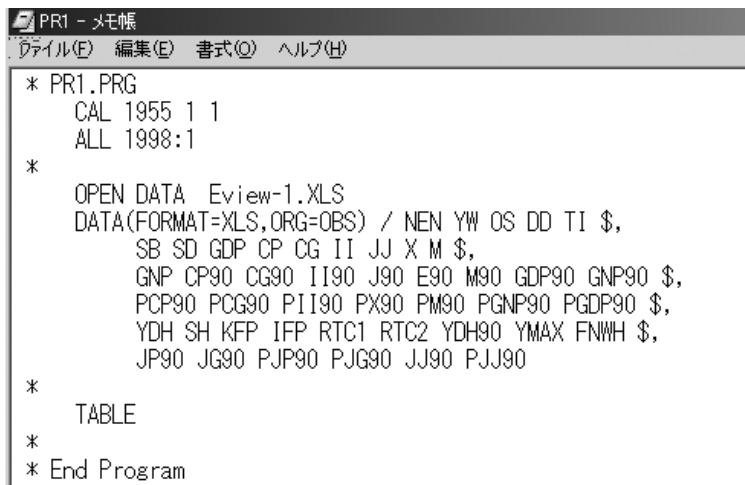 PR1 - メモ帳
ファイル(F) 編集(E) 書式(O) ヘルプ(H)
* PR1.PRG
CAL 1955 1 1
ALL 1998:1
*
OPEN DATA Eview-1.XLS
DATA(FORMAT=XLS,ORG=OBS) / NEN YW OS DD TI $,
SB SD GDP CP CG II JJ X M $,
GNP CP90 CG90 II90 J90 E90 M90 GDP90 GNP90 $,
PCP90 PCG90 PII90 PX90 PM90 PGNP90 PGDP90 $,
YDH SH KFP IFP RTC1 RTC2 YDH90 YMAX FNWH $,
JP90 JG90 PJP90 PJG90 JJ90 PJJ90
*
TABLE
*
* End Program